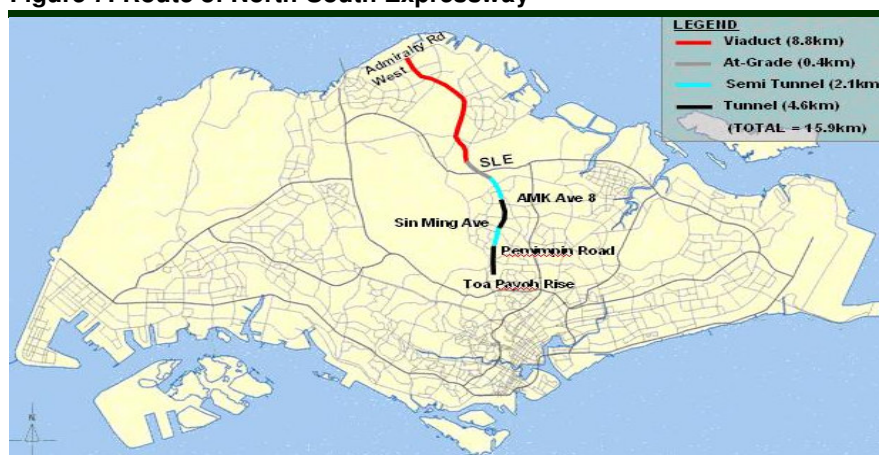 Figure 7: Route of North-South Expressway
LEGEND
Viaduct (8.8km)
At-Grade (0.4km)
Semi Tunnel (2.1km
Tunnel (4.6km)
(TOTAL = 15.9km)
Admiralty Rd
West
SLE
AMK Ave 8
Sin Ming Ave
Pemimpin Road
Toa Payoh Rise
N